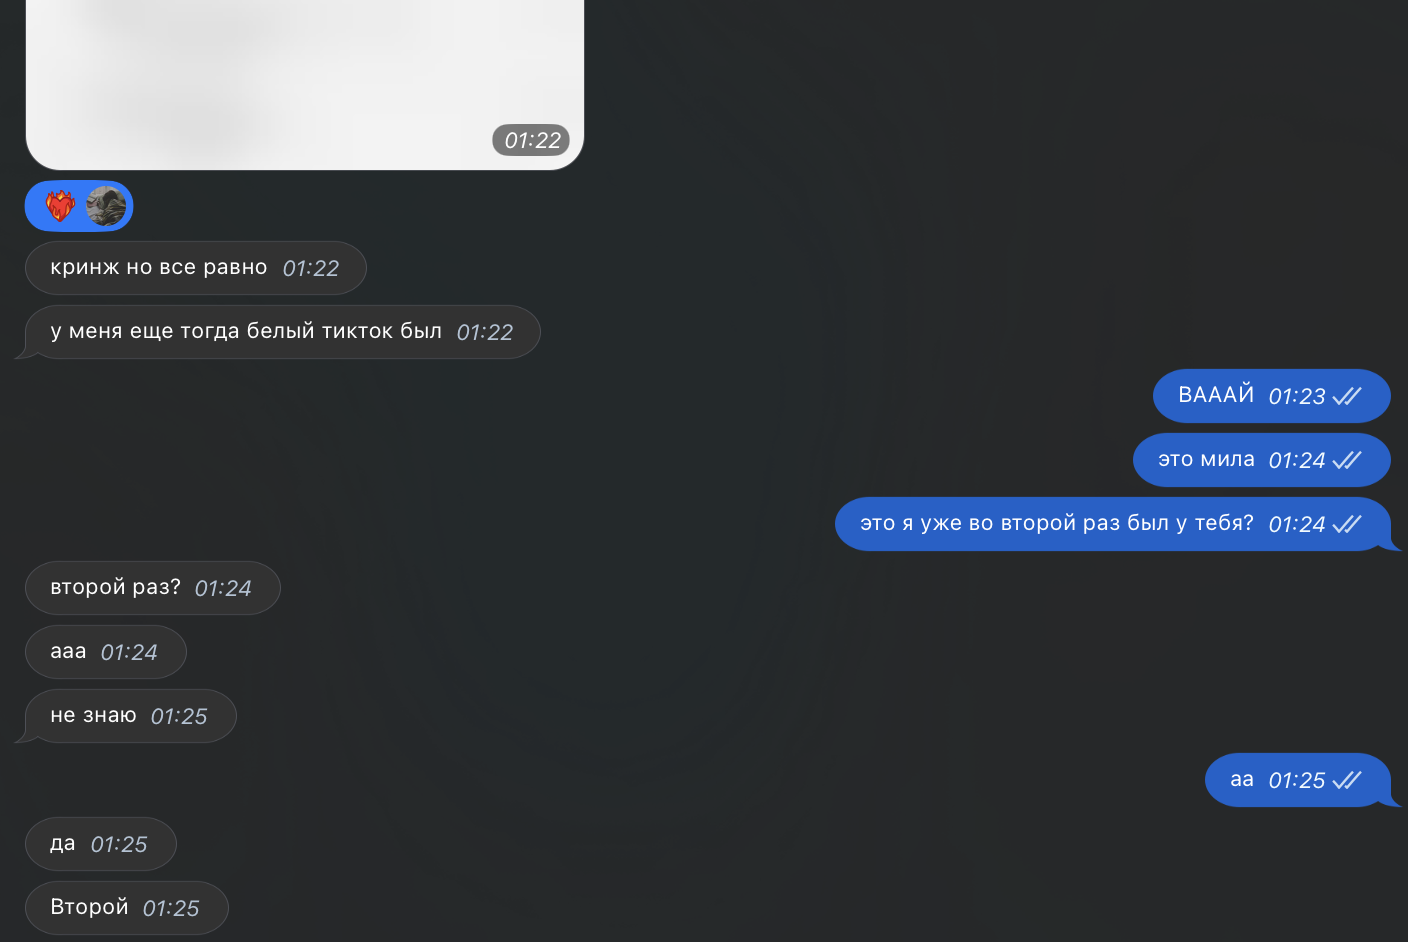 01:22
кринж но все равно 01:22
у меня еще тогда белый тикток был 01:22
ВАААЙ 01:23
это мила 01:24
это я уже во второй раз был у тебя? 01:24
второй раз? 01:24
ааа 01:24
не знаю 01:25
аа 01:25
да 01:25
Второй 01:25